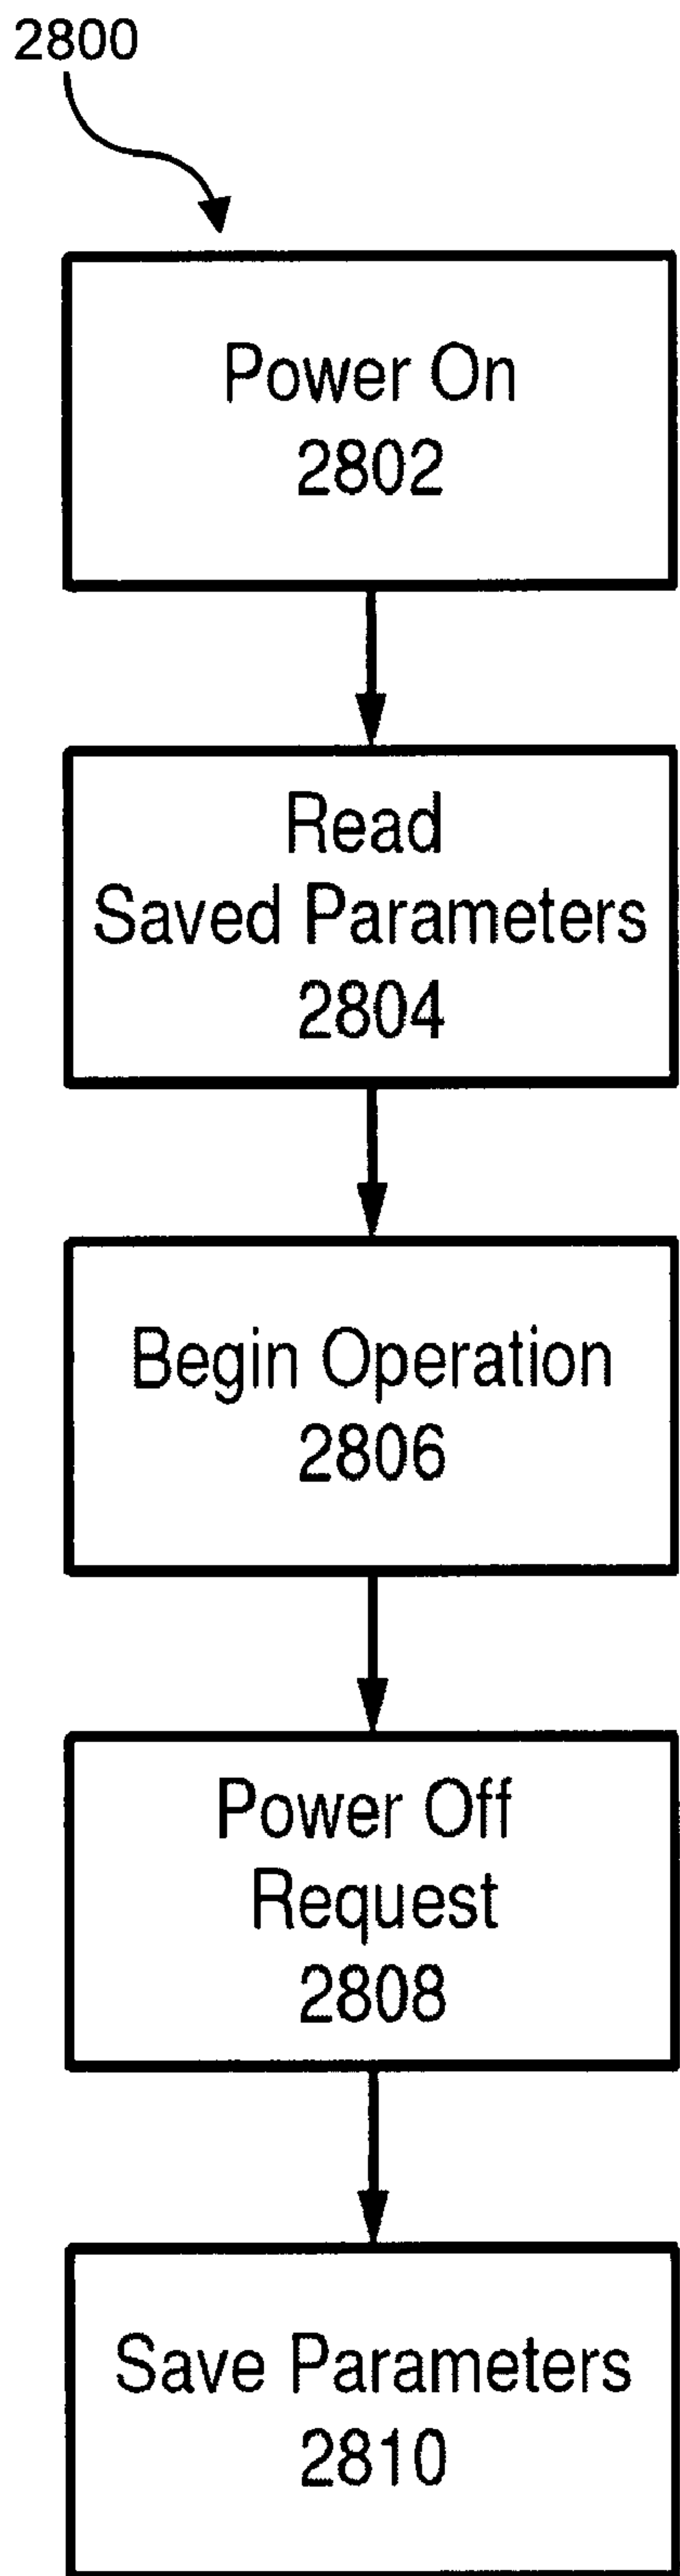 2800
Power On
2802
Read
Saved Parameters
2804
Begin Operation
2806
Power Off
Request
2808
Save Parameters
2810